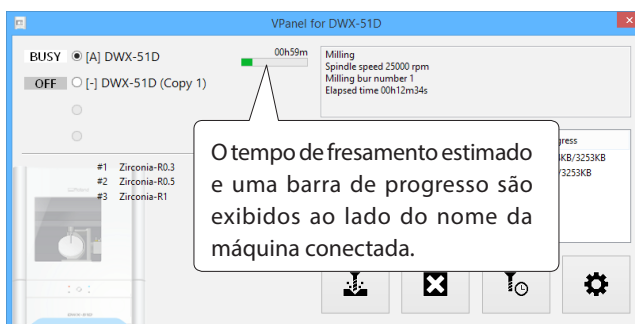 VPanel for DWX-51D
BUSY [A] DWX-51D
00h59m
OFF [-] DWX-51D (Copy 1)
Milling
Spindle speed 25000 rpm
Milling bur number 1
Elapsed time 00h12m34s
#1 Zirconia-R0.3
#2 Zirconia-R0.5
#3 Zirconia-R1
O tempo de fresamento estimado
e uma barra de progresso são
exibidos ao lado do nome da
máquina conectada.
KB/3253KB
/3253KB